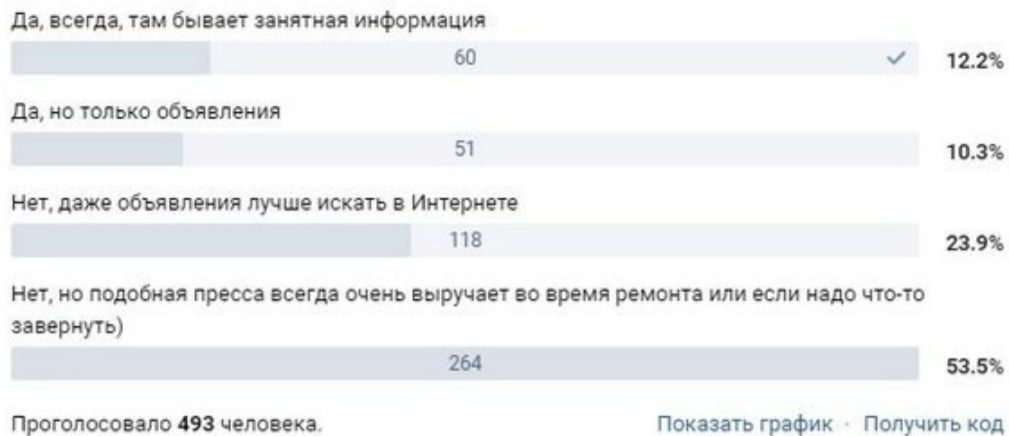 Да, всегда, там бывает занятная информация
60 12.2%
Да, но только объявления
51 10.3%
Нет, даже объявления лучше искать в Интернете
118 23.9%
Нет, но подобная пресса всегда очень выручает во время ремонта или если надо что-то
завернуть)
264 53.5%
Проголосовало 493 человека. Показать график · Получить код